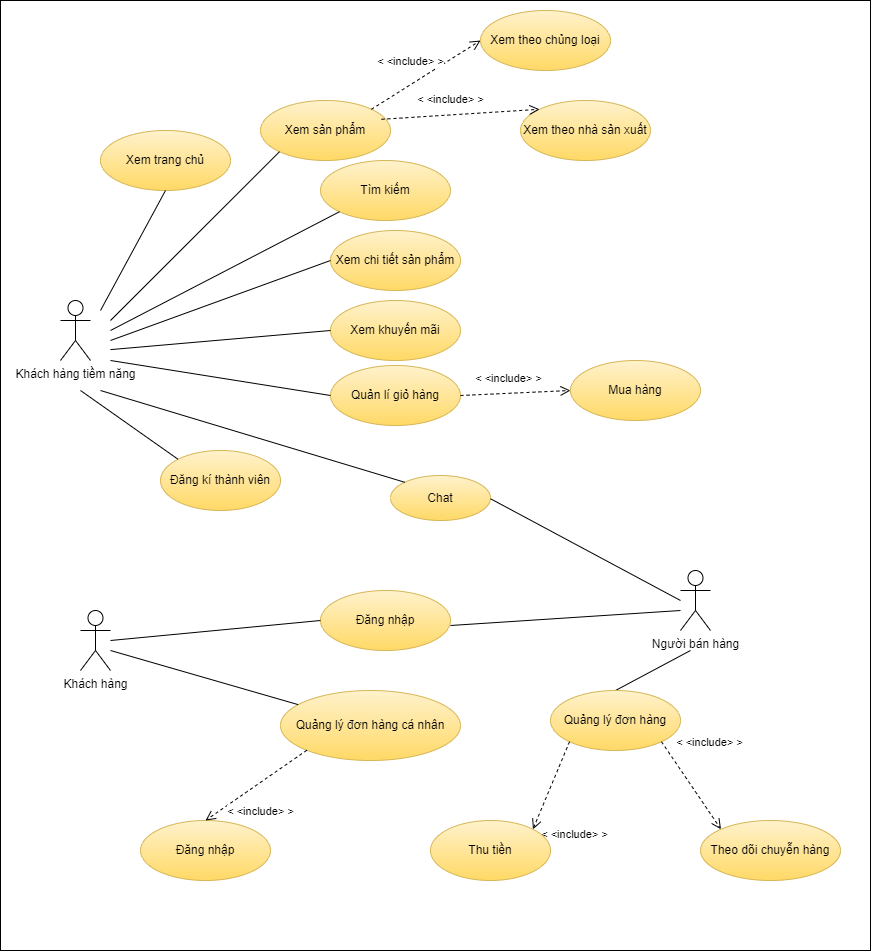 Xem theo chủng loại
< <include> >
< <include> >
Xem sản phẩm
Xem theo nhà sản xuất
Xem trang chủ
Tìm kiếm
Xem chi tiết sản phẩm
Xem khuyến mãi
Khách hàng tiềm năng
< <include> >
Quản lí giỏ hàng
Mua hàng
Đăng kí thành viên
Chat
Đăng nhập
Người bán hàng
Khách hàng
Quảng lý đơn hàng cá nhân
Quảng lý đơn hàng
< <include> >
< <include> >
< <include> >
Đăng nhập
Thu tiền
Theo dõi chuyễn hàng